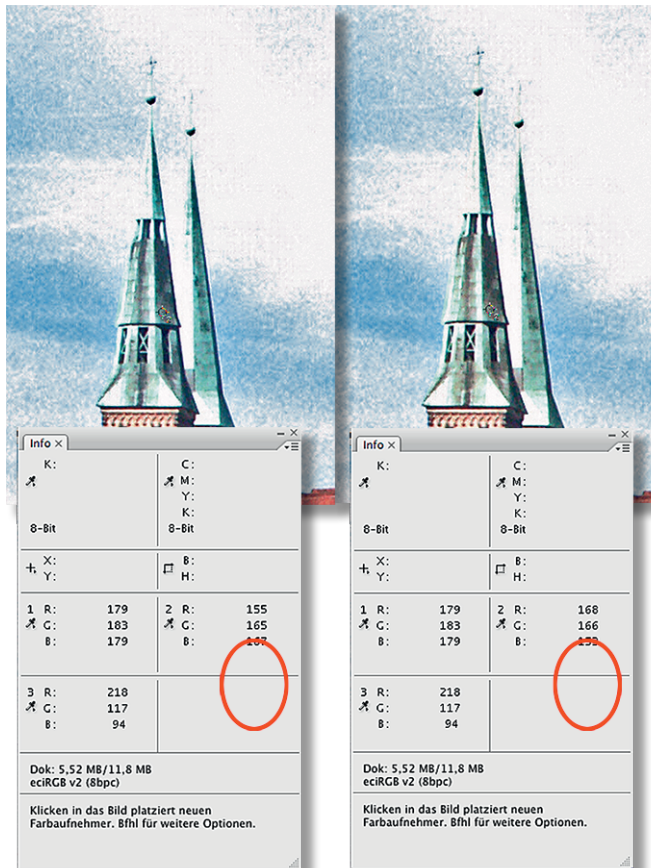 Info ×
K:
C:
M:
Y:
K:
8-Bit
8-Bit
X:
Y:
B:
H:
1 R: 179
G: 183
B: 179
2 R: 155
G: 165
B: 167
3 R: 218
G: 117
B: 94
Dok: 5,52 MB/11,8 MB
eciRGB v2 (8bpc)
Klicken in das Bild platziert neuen
Farbaufnehmer. Bfhl für weitere Optionen.
Info ×
K:
C:
M:
Y:
K:
8-Bit
8-Bit
X:
Y:
B:
H:
1 R: 179
G: 183
B: 179
2 R: 168
G: 166
B:
3 R: 218
G: 117
B: 94
Dok: 5,52 MB/11,8 MB
eciRGB v2 (8bpc)
Klicken in das Bild platziert neuen
Farbaufnehmer. Bfhl für weitere Optionen.